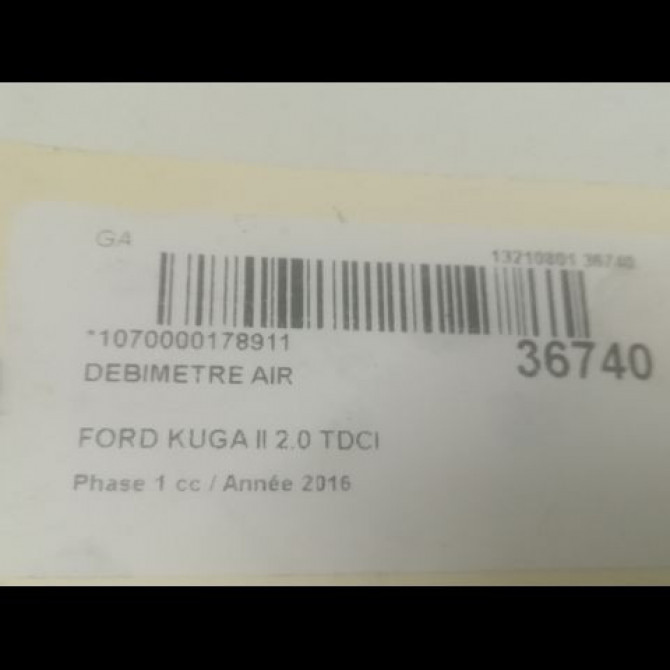 G4
13210801 36740
*1070000178911
36740
DEBIMETRE AIR
FORD KUGA II 2.0 TDCI
Phase 1 cc / Année 2016